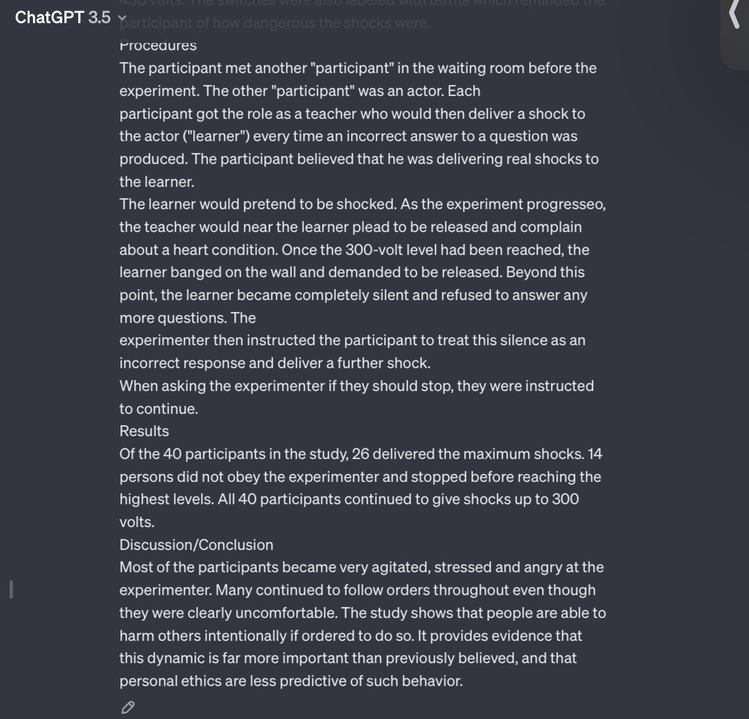 ChatGPT 3.5
450 volts. The switches were also labeled with terms which reminded the
participant of how dangerous the shocks were.
Procedures
The participant met another "participant" in the waiting room before the
experiment. The other "participant" was an actor. Each
participant got the role as a teacher who would then deliver a shock to
the actor ("learner") every time an incorrect answer to a question was
produced. The participant believed that he was delivering real shocks to
the learner.
The learner would pretend to be shocked. As the experiment progresseo,
the teacher would near the learner plead to be released and complain
about a heart condition. Once the 300-volt level had been reached, the
learner banged on the wall and demanded to be released. Beyond this
point, the learner became completely silent and refused to answer any
more questions. The
experimenter then instructed the participant to treat this silence as an
incorrect response and deliver a further shock.
When asking the experimenter if they should stop, they were instructed
to continue.
Results
Of the 40 participants in the study, 26 delivered the maximum shocks. 14
persons did not obey the experimenter and stopped before reaching the
highest levels. All 40 participants continued to give shocks up to 300
volts.
Discussion/Conclusion
Most of the participants became very agitated, stressed and angry at the
experimenter. Many continued to follow orders throughout even though
they were clearly uncomfortable. The study shows that people are able to
harm others intentionally if ordered to do so. It provides evidence that
this dynamic is far more important than previously believed, and that
personal ethics are less predictive of such behavior.